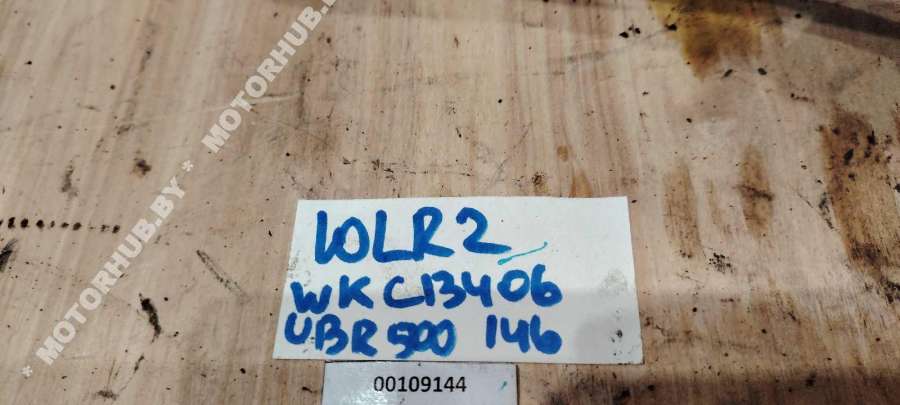 * MOTORHUB.BY * MOTORHUB.BY
10LR2
WKC13406
UBR500 146
00109144